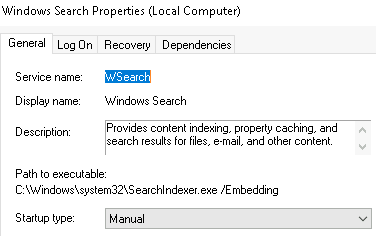 Windows Search Properties (Local Computer)
General Log On Recovery Dependencies
Service name: WSearch
Display name: Windows Search
Description: Provides content indexing, property caching, and
search results for files, e-mail, and other content.
Path to executable:
C:\Windows\system32\SearchIndexer.exe /Embedding
Startup type: Manual